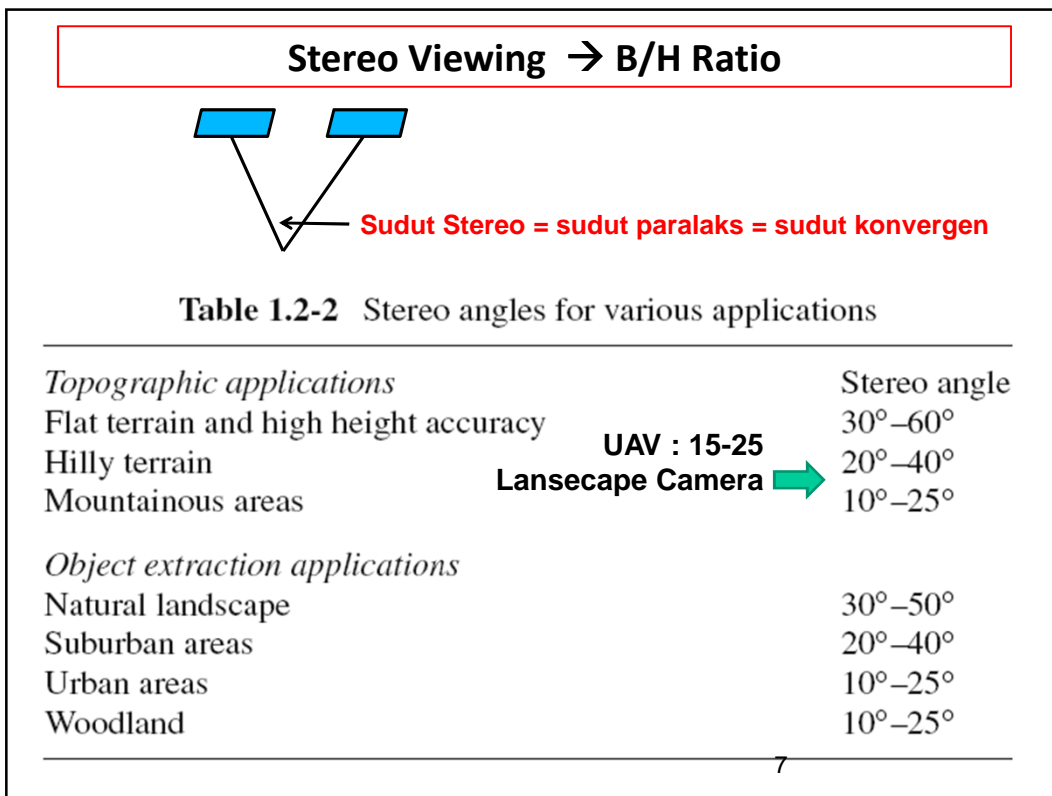 Stereo Viewing → B/H Ratio
Sudut Stereo = sudut paralaks = sudut konvergen
Table 1.2-2 Stereo angles for various applications
Topographic applications Stereo angle
Flat terrain and high height accuracy 30°–60°
UAV : 15-25
Hilly terrain 20°–40°
Lansecape Camera
Mountainous areas 10°–25°
Object extraction applications
Natural landscape 30°–50°
Suburban areas 20°–40°
Urban areas 10°–25°
Woodland 10°–25°
7